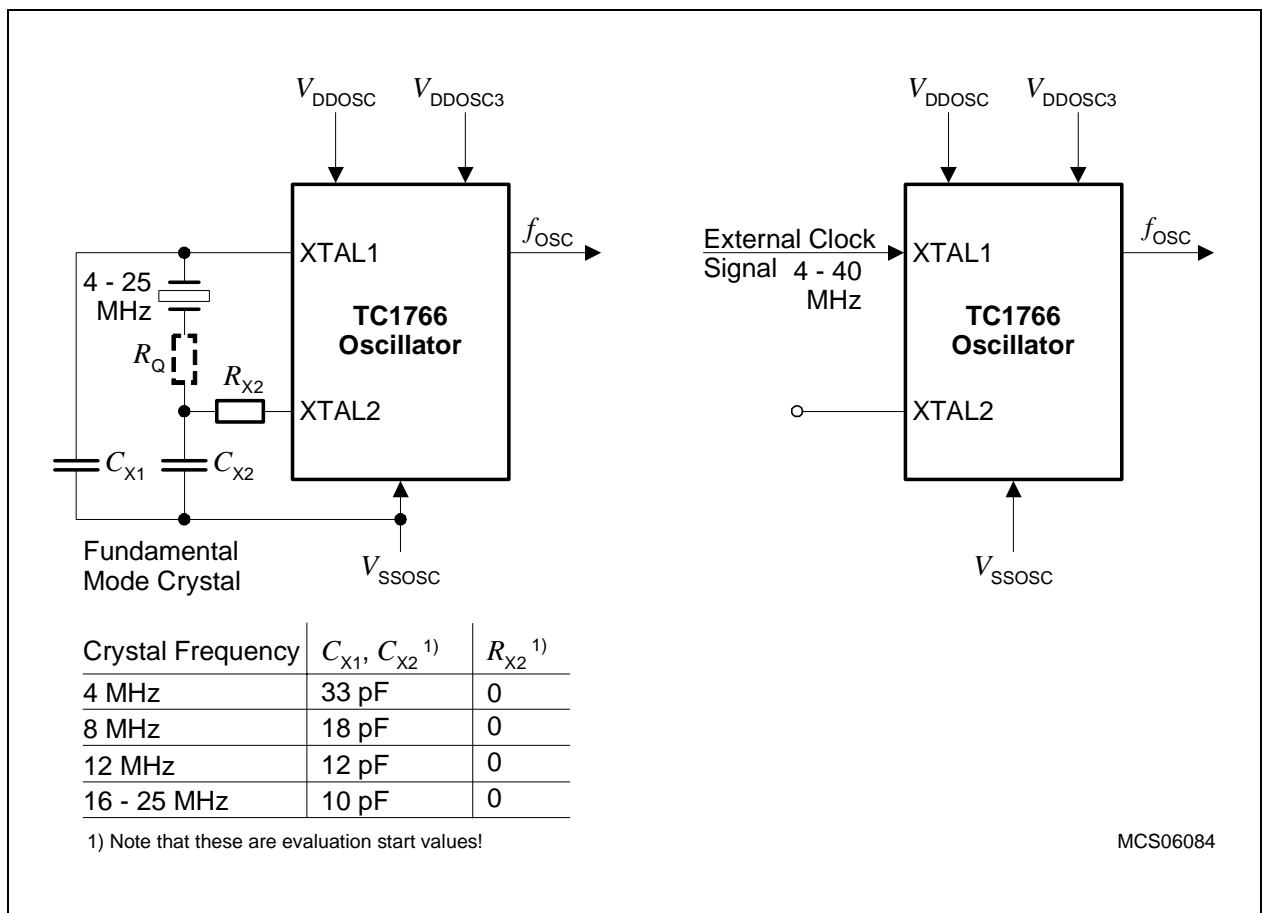 V_DDOSC V_DDOSC3
XTAL1
f_OSC
4 - 25
MHz
TC1766
Oscillator
R_Q
R_X2
XTAL2
C_X1
C_X2
Fundamental
Mode Crystal
V_SSOSC
V_DDOSC V_DDOSC3
External Clock
Signal 4 - 40
MHz
XTAL1
f_OSC
TC1766
Oscillator
XTAL2
V_SSOSC
Crystal Frequency C_X1, C_X2 1) R_X2 1)
4 MHz 33 pF 0
8 MHz 18 pF 0
12 MHz 12 pF 0
16 - 25 MHz 10 pF 0
1) Note that these are evaluation start values!
MCS06084